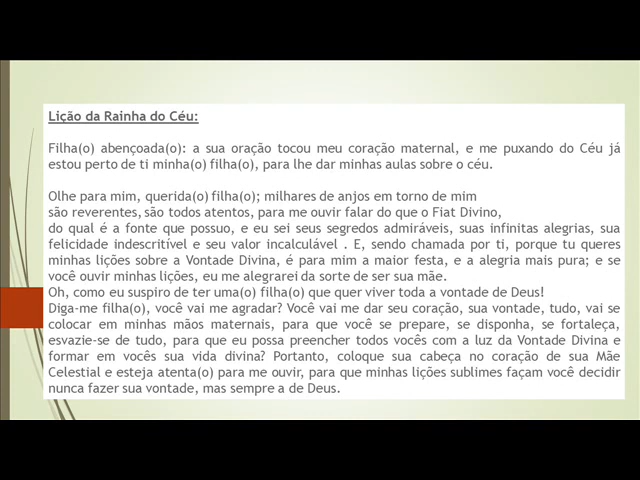 Lição da Rainha do Céu:
Filha(o) abençoada(o): a sua oração tocou meu coração maternal, e me puxando do Céu já
estou perto de ti minha(o) filha(o), para lhe dar minhas aulas sobre o céu.
Olhe para mim, querida(o) filha(o); milhares de anjos em torno de mim
são reverentes, são todos atentos, para me ouvir falar do que o Fiat Divino,
do qual é a fonte que possuo, e eu sei seus segredos admiráveis, suas infinitas alegrias, sua
felicidade indescritível e seu valor incalculável . E, sendo chamada por ti, porque tu queres
minhas lições sobre a Vontade Divina, é para mim a maior festa, e a alegria mais pura; e se
você ouvir minhas lições, eu me alegrarei da sorte de ser sua mãe.
Oh, como eu suspiro de ter uma(o) filha(o) que quer viver toda a vontade de Deus!
Diga-me filha(o), você vai me agradar? Você vai me dar seu coração, sua vontade, tudo, vai se
colocar em minhas mãos maternais, para que você se prepare, se disponha, se fortaleça,
esvazie-se de tudo, para que eu possa preencher todos vocês com a luz da Vontade Divina e
formar em vocês sua vida divina? Portanto, coloque sua cabeça no coração de sua Mãe
Celestial e esteja atenta(o) para me ouvir, para que minhas lições sublimes façam você decidir
nunca fazer sua vontade, mas sempre a de Deus.